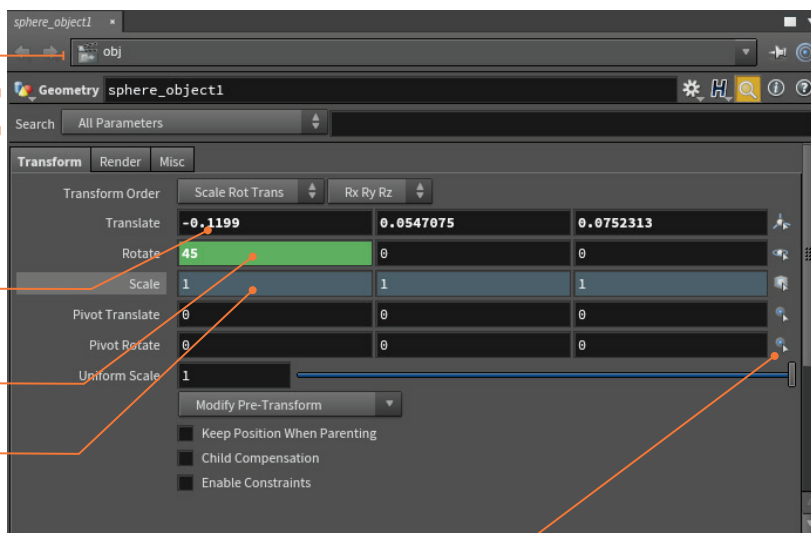 sphere_object1 ×
obj
Geometry sphere_object1
Search All Parameters
Transform Render Misc
Transform Order Scale Rot Trans Rx Ry Rz
Translate -0.1199 0.0547075 0.0752313
Rotate 45 0 0
Scale 1 1 1
Pivot Translate 0 0 0
Pivot Rotate 0 0 0
Uniform Scale 1
Modify Pre-Transform
Keep Position When Parenting
Child Compensation
Enable Constraints